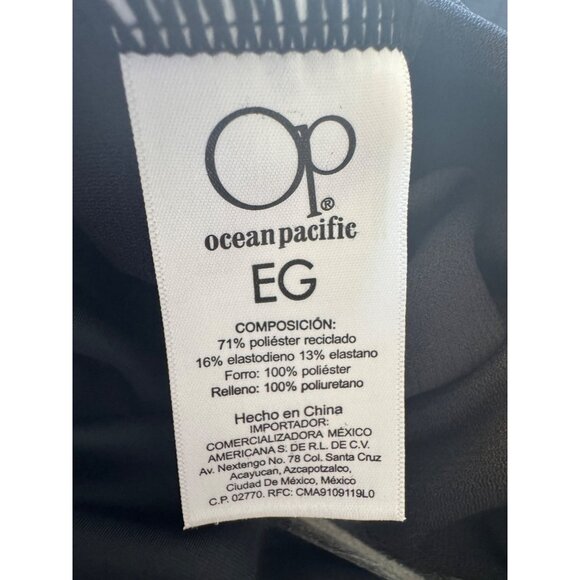 Op®
ocean pacific
EG
COMPOSICIÓN:
71% poliéster reciclado
16% elastodieno 13% elastano
Forro: 100% poliéster
Relleno: 100% poliuretano
Hecho en China
IMPORTADOR:
COMERCIALIZADORA MÉXICO
AMERICANA S. DE R.L. DE C.V.
Av. Nextengo No. 78 Col. Santa Cruz
Acayucan, Azcapotzalco,
Ciudad De México, México
C.P. 02770. RFC: CMA9109119L0